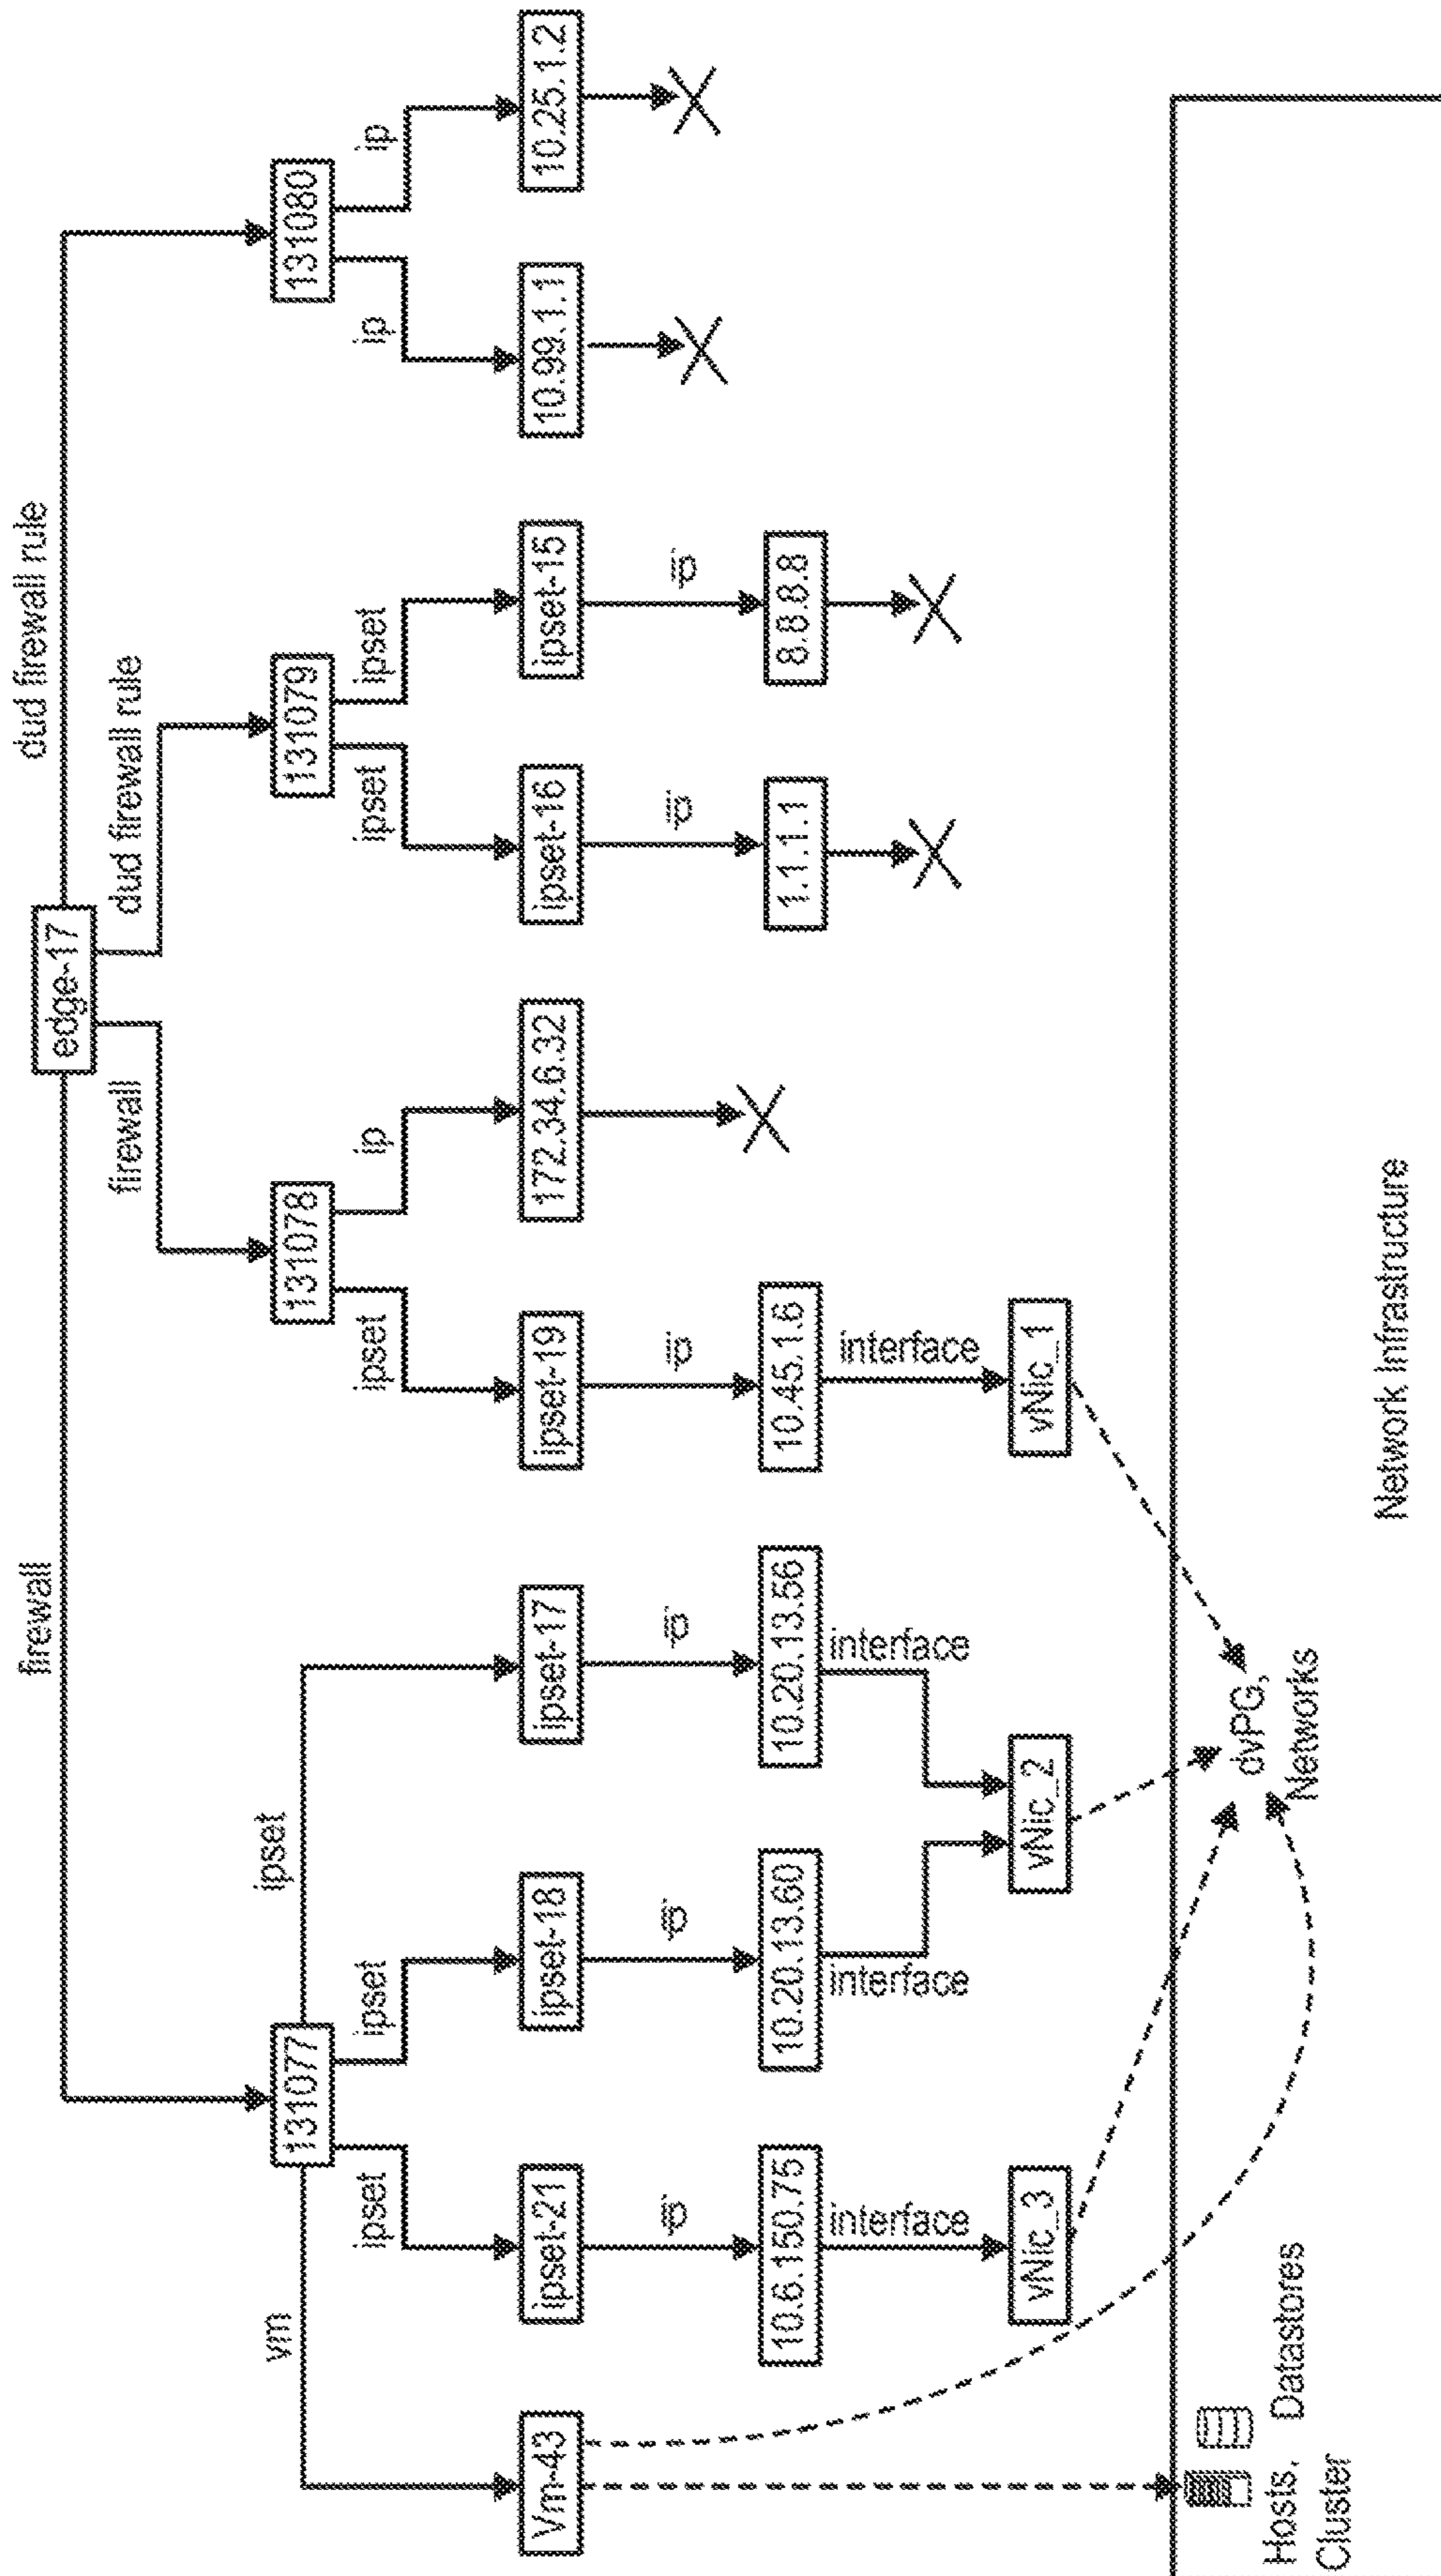 edge-17
firewall
firewall
dud firewall rule
dud firewall rule
131077
131078
131079
131080
vm
ipset
ipset
ipset
ipset
ip
ipset
ipset
ip
ip
Vm-43
ipset-21
ipset-18
ipset-17
ipset-19
172.34.6.32
ipset-16
ipset-15
10.99.1.1
10.25.1.2
ip
ip
ip
ip
ip
ip
10.6.150.75
10.20.13.60
10.20.13.56
10.45.1.6
1.1.1.1
8.8.8.8
interface
interface
interface
interface
vNic_3
vNic_2
vNic_1
Hosts,
Cluster
Datastores
dvPG,
Networks
Network Infrastructure